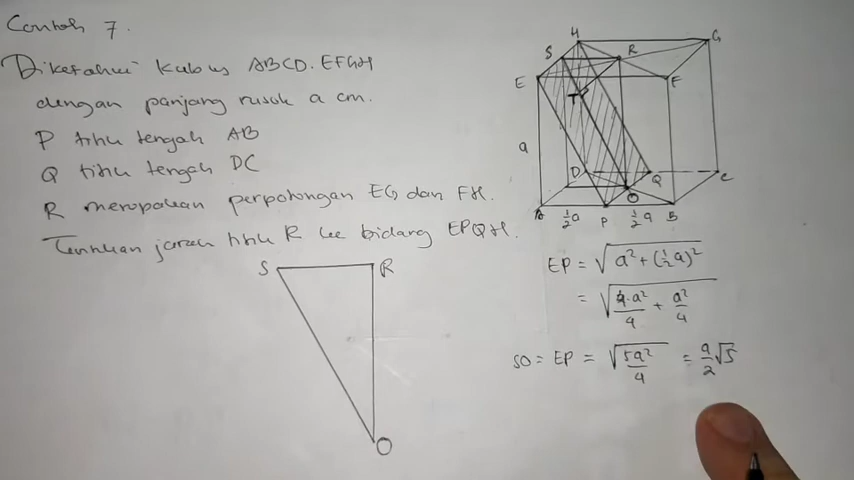 Contoh 7.
Diketahui kubus ABCD.EFGH
dengan panjang rusuk a cm.
P titik tengah AB
Q titik tengah DC
R merupakan perpotongan EG dan FH.
Tentukan jarak titik R ke bidang EPQH.
H
G
S
R
E
F
T
a
D
Q
C
O
A
½a
P
½a
B
S
R
O
EP = √(a² + (½a)²)
= √(4·a²/4 + a²/4)
SO = EP = √(5a²/4) = a/2 √5